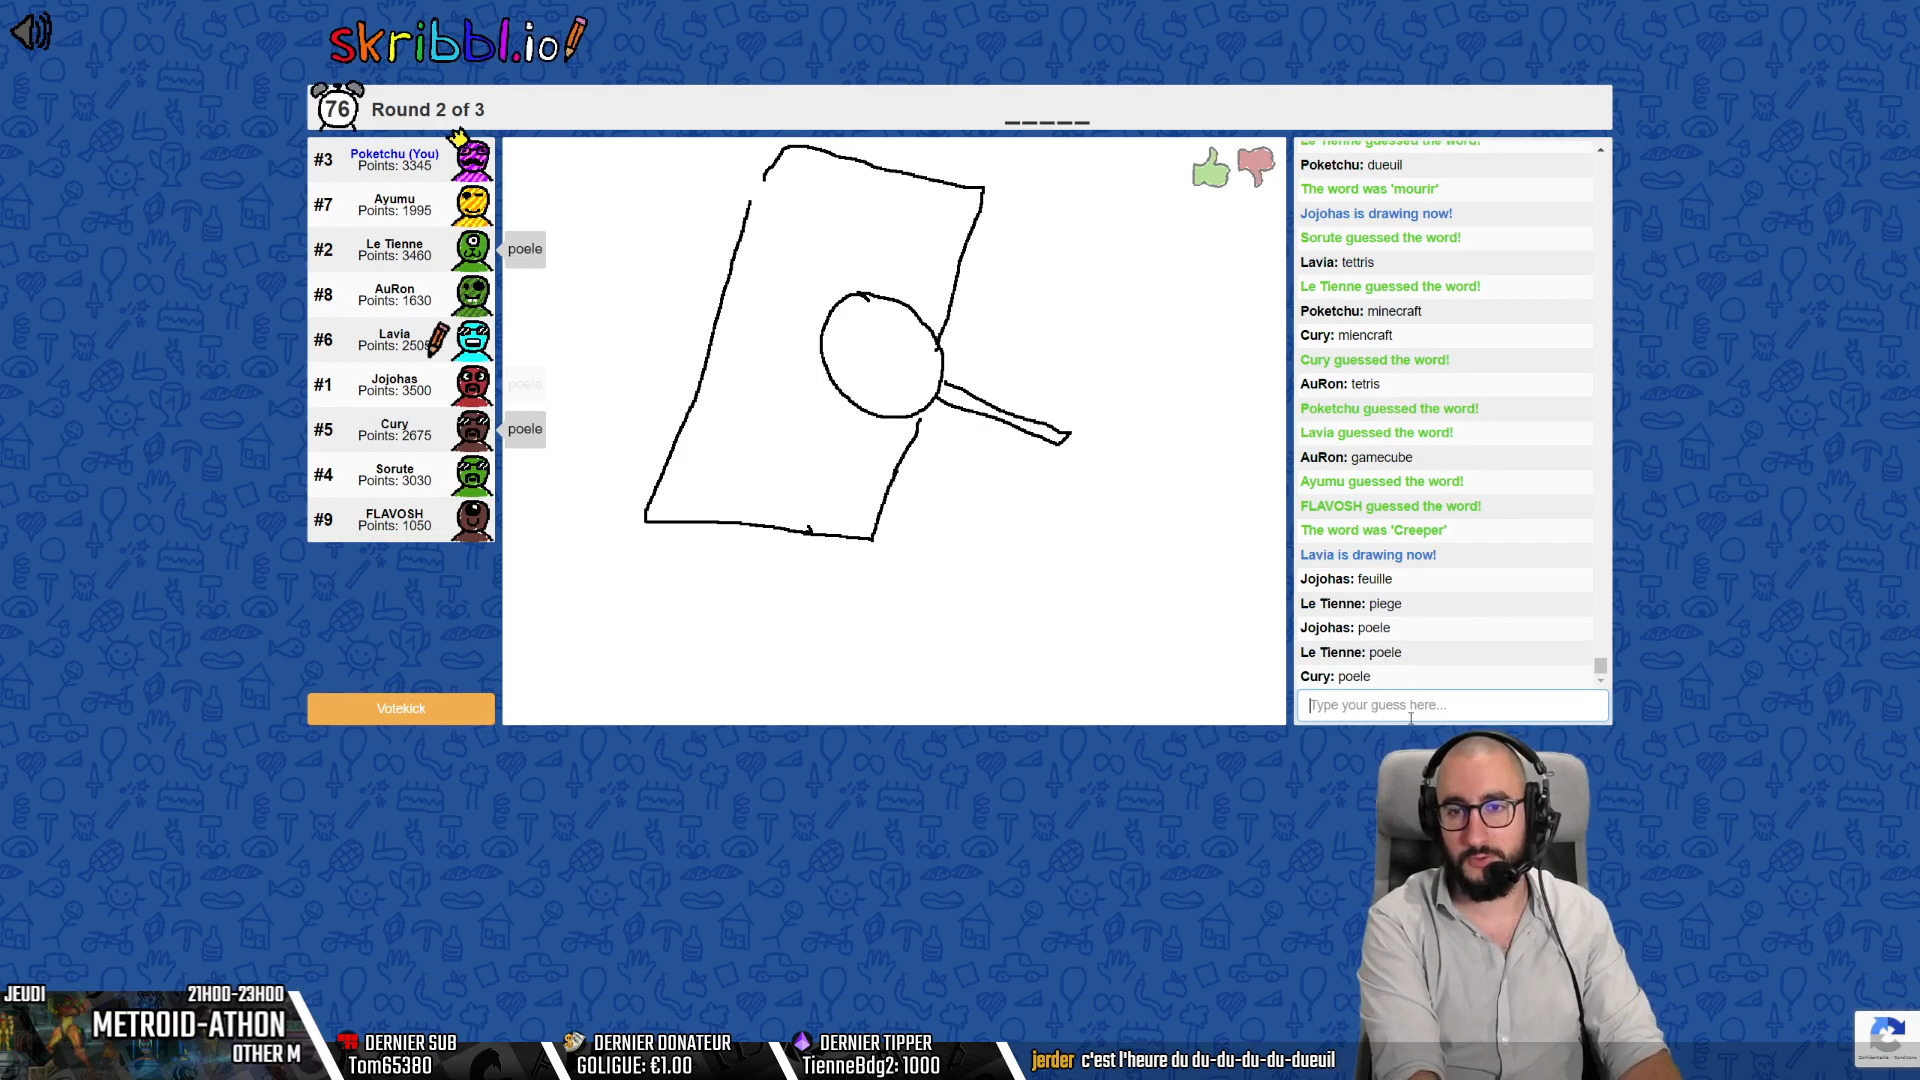 skribbl.io
76
Round 2 of 3
_____
#3 Poketchu (You)
Points: 3345
#7 Ayumu
Points: 1995
#2 Le Tienne
Points: 3460
poele
#8 AuRon
Points: 1630
#6 Lavia
Points: 2505
#1 Jojohas
Points: 3500
poele
#5 Cury
Points: 2675
poele
#4 Sorute
Points: 3030
#9 FLAVOSH
Points: 1050
Votekick
Le Tienne guessed the word!
Poketchu: dueuil
The word was 'mourir'
Jojohas is drawing now!
Sorute guessed the word!
Lavia: tettris
Le Tienne guessed the word!
Poketchu: minecraft
Cury: miencraft
Cury guessed the word!
AuRon: tetris
Poketchu guessed the word!
Lavia guessed the word!
AuRon: gamecube
Ayumu guessed the word!
FLAVOSH guessed the word!
The word was 'Creeper'
Lavia is drawing now!
Jojohas: feuille
Le Tienne: piege
Jojohas: poele
Le Tienne: poele
Cury: poele
Type your guess here...
JEUDI 21H00-23H00
METROID-ATHON
OTHER M
DERNIER SUB
Tom65380
DERNIER DONATEUR
GOLIGUE: €1.00
DERNIER TIPPER
TienneBdg2: 1000
jerder c'est l'heure du du-du-du-du-dueuil